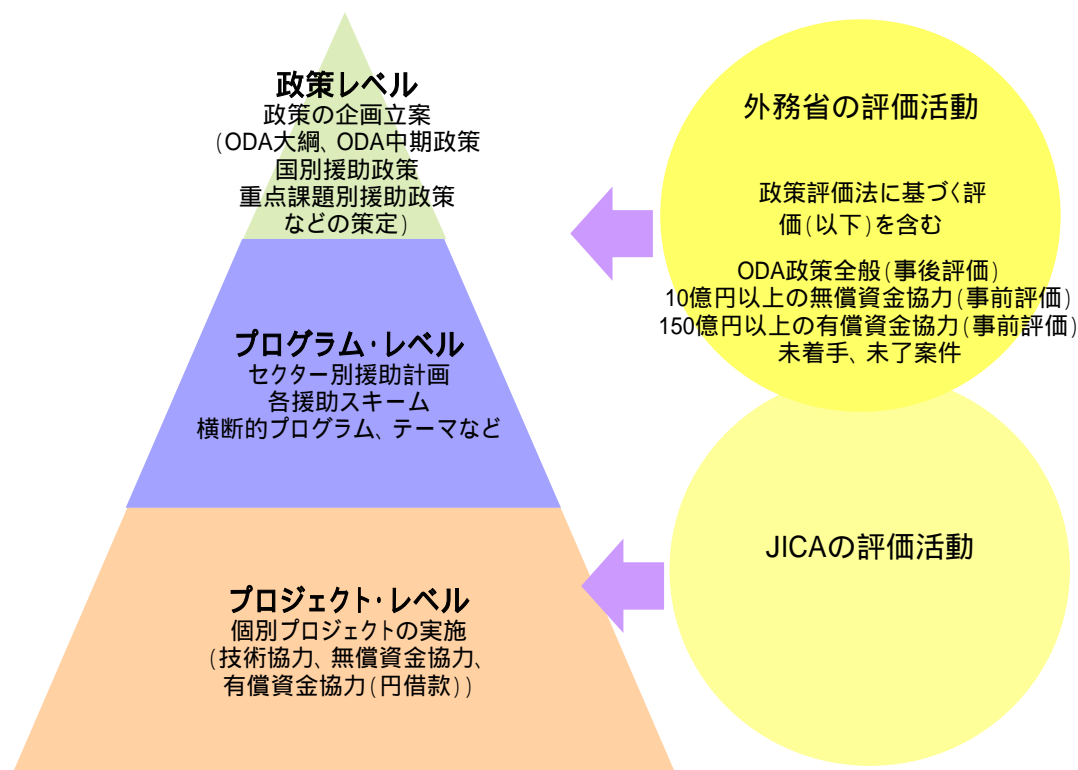 政策レベル
政策の企画立案
(ODA大綱、ODA中期政策
国別援助政策
重点課題別援助政策
などの策定)
プログラム・レベル
セクター別援助計画
各援助スキーム
横断的プログラム、テーマなど
プロジェクト・レベル
個別プロジェクトの実施
(技術協力、無償資金協力、
有償資金協力(円借款))
外務省の評価活動
政策評価法に基づく評
価(以下)を含む
ODA政策全般(事後評価)
10億円以上の無償資金協力(事前評価)
150億円以上の有償資金協力(事前評価)
未着手、未了案件
JICAの評価活動